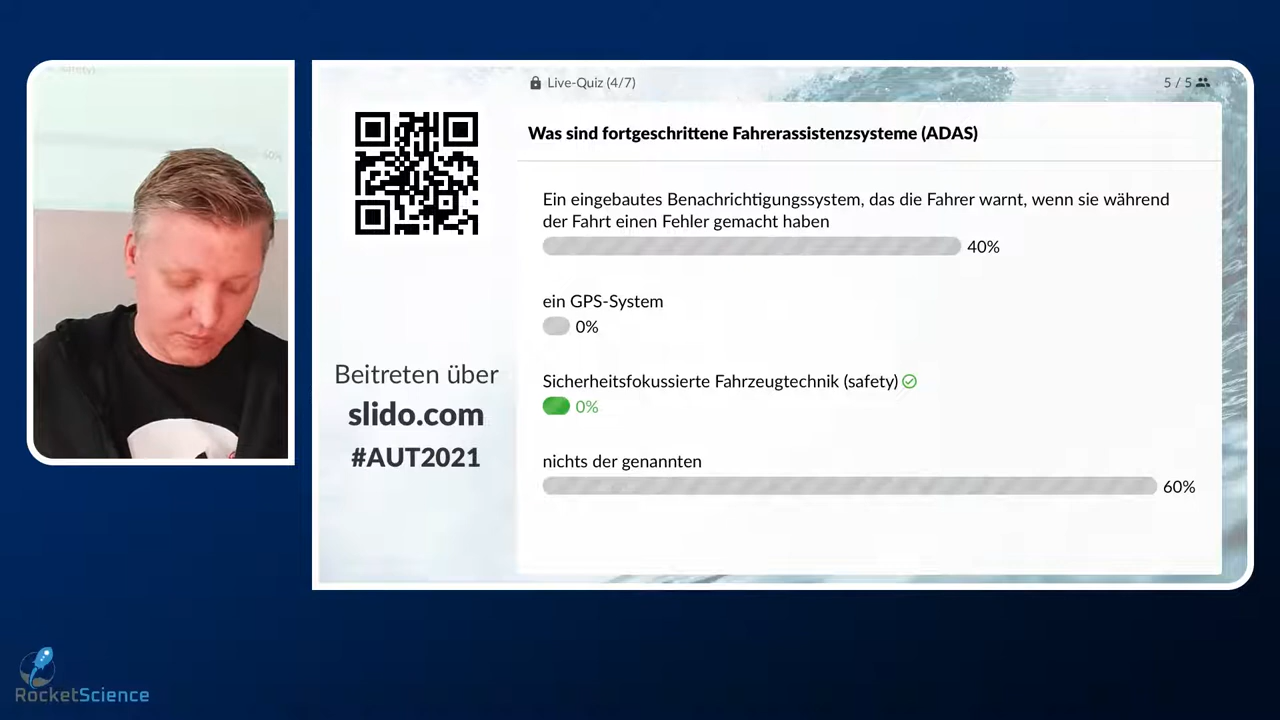 Live-Quiz (4/7)
5 / 5
Was sind fortgeschrittene Fahrerassistenzsysteme (ADAS)
Ein eingebautes Benachrichtigungssystem, das die Fahrer warnt, wenn sie während
der Fahrt einen Fehler gemacht haben
40%
ein GPS-System
0%
Sicherheitsfokussierte Fahrzeugtechnik (safety)
0%
nichts der genannten
60%
Beitreten über
slido.com
#AUT2021
RocketScience